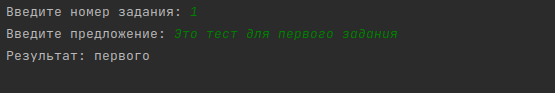 Введите номер задания: 1
Введите предложение: Это тест для первого задания
Результат: первого